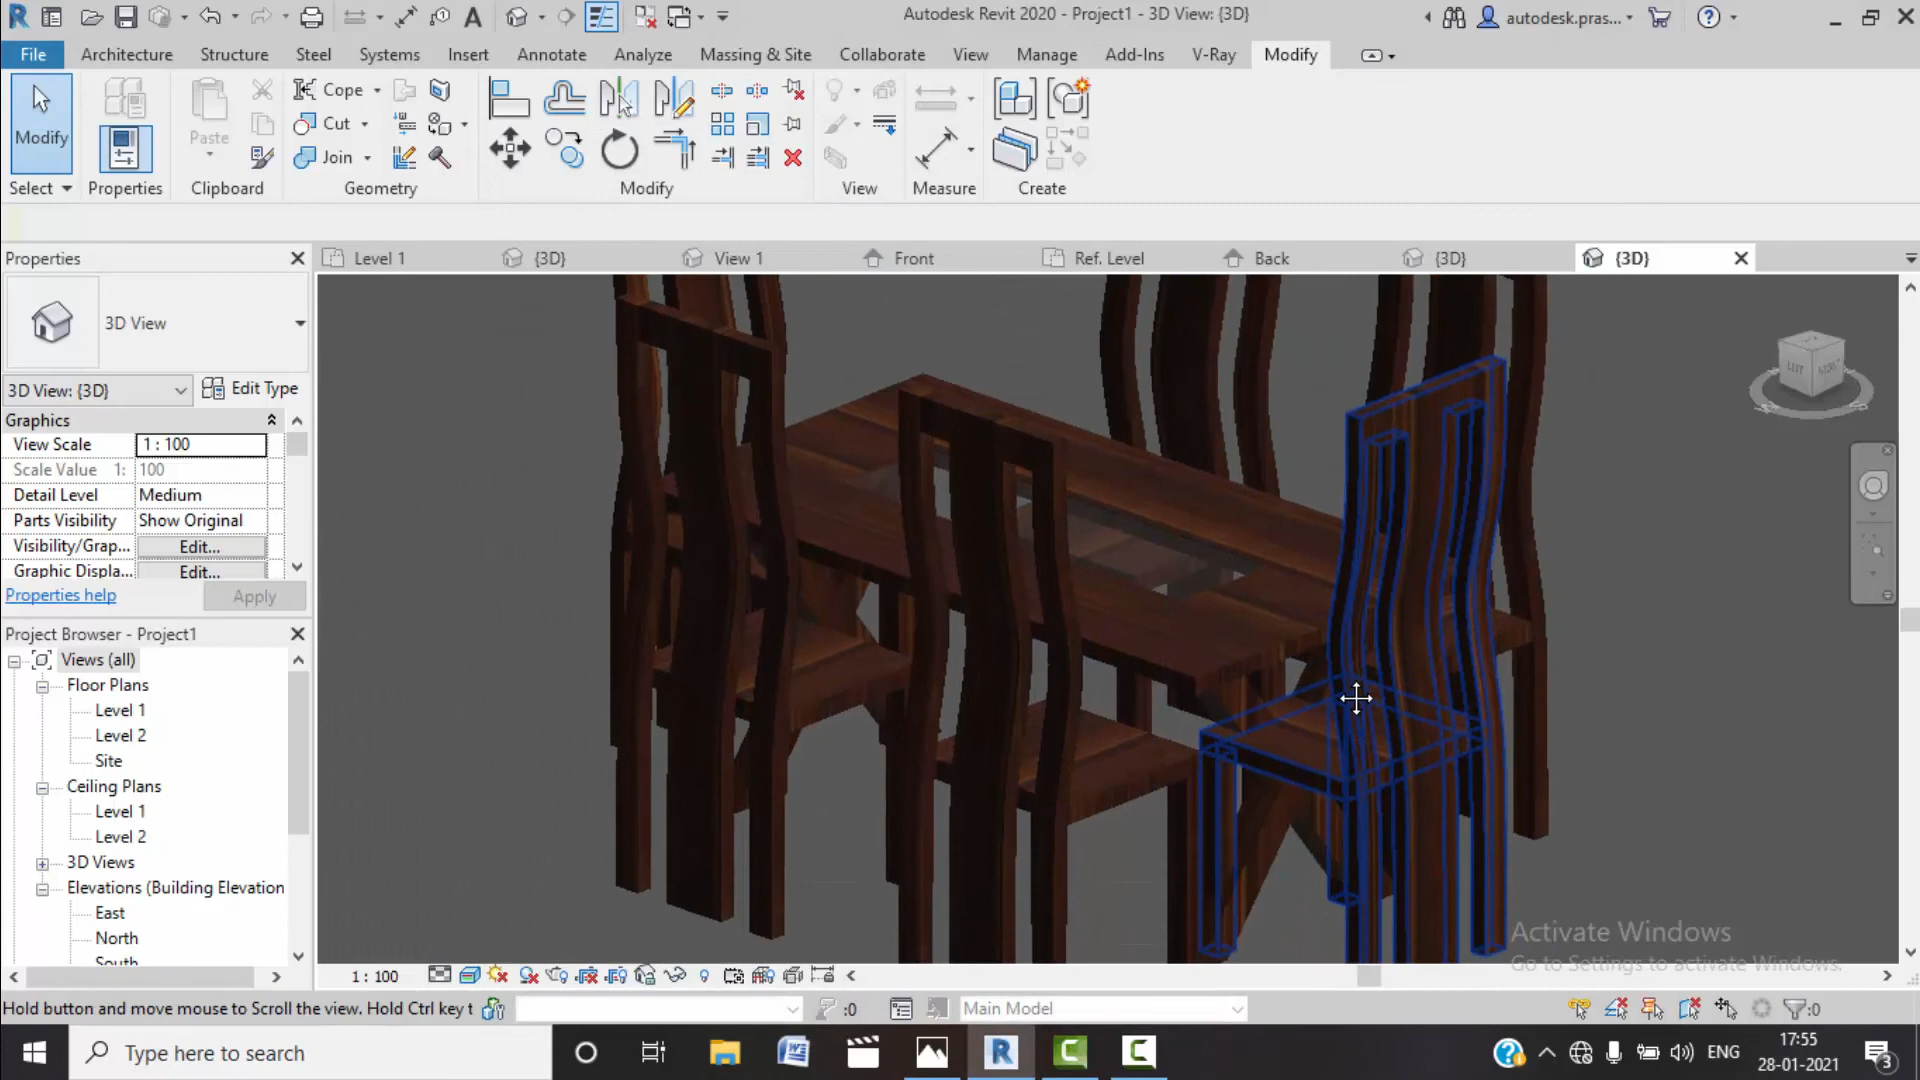 Autodesk Revit 2020 - Project1 - 3D View: {3D}
autodesk.pras...
File Architecture Structure Steel Systems Insert Annotate Analyze Massing & Site Collaborate View Manage Add-Ins V-Ray Modify
Modify
Paste
Cope
Cut
Join
Select Properties Clipboard Geometry Modify View Measure Create
Properties
Level 1 {3D} View 1 Front Ref. Level Back {3D} {3D}
3D View
3D View: {3D} Edit Type
Graphics
View Scale 1 : 100
Scale Value 1: 100
Detail Level Medium
Parts Visibility Show Original
Visibility/Grap... Edit...
Graphic Displa... Edit...
Properties help Apply
Project Browser - Project1
Views (all)
Floor Plans
Level 1
Level 2
Site
Ceiling Plans
Level 1
Level 2
3D Views
Elevations (Building Elevation
East
North
South
Activate Windows
Go to Settings to activate Windows.
1 : 100
Hold button and move mouse to Scroll the view. Hold Ctrl key t :0 Main Model :0
Type here to search
ENG
17:55
28-01-2021
3